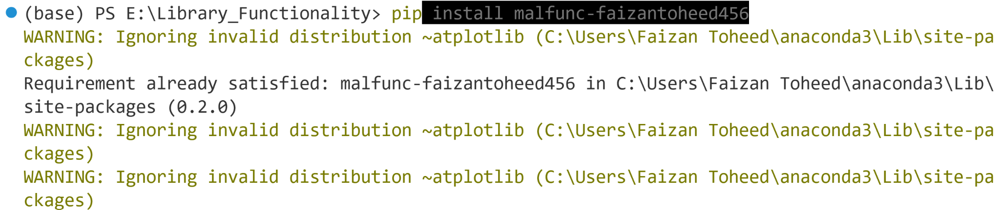 (base) PS E:\Library_Functionality> pip install malfunc-faizantoheed456
WARNING: Ignoring invalid distribution ~atplotlib (C:\Users\Faizan Toheed\anaconda3\Lib\site-pa
ckages)
Requirement already satisfied: malfunc-faizantoheed456 in C:\Users\Faizan Toheed\anaconda3\Lib\
site-packages (0.2.0)
WARNING: Ignoring invalid distribution ~atplotlib (C:\Users\Faizan Toheed\anaconda3\Lib\site-pa
ckages)
WARNING: Ignoring invalid distribution ~atplotlib (C:\Users\Faizan Toheed\anaconda3\Lib\site-pa
ckages)